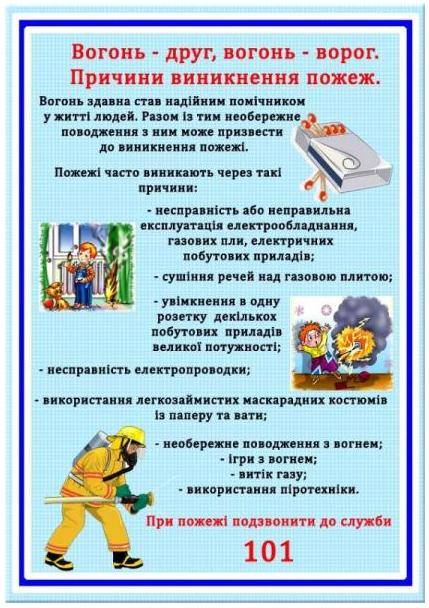 Вогонь - друг, вогонь - ворог.
Причини виникнення пожеж.
Вогонь здавна став надійним помічником
у житті людей. Разом із тим необережне
поводження з ним може призвести
до виникнення пожежі.
Пожежі часто виникають через такі
причини:
- несправність або неправильна
експлуатація електрообладнання,
газових пли, електричних
побутових приладів;
- сушіння речей над газовою плитою;
- увімкнення в одну
розетку декількох
побутових приладів
великої потужності;
- несправність електропроводки;
- використання легкозаймистих маскарадних костюмів
із паперу та вати;
- необережне поводження з вогнем;
- ігри з вогнем;
- витік газу;
- використання піротехніки.
При пожежі подзвонити до служби
101